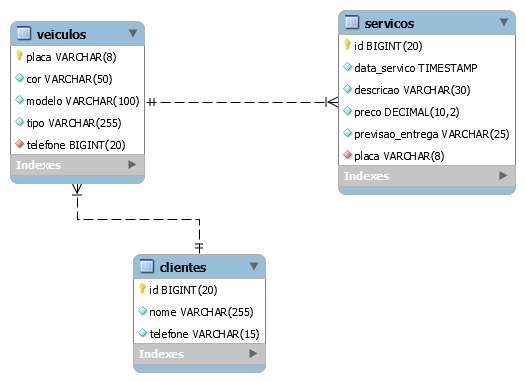 veiculos
placa VARCHAR(8)
cor VARCHAR(50)
modelo VARCHAR(100)
tipo VARCHAR(255)
telefone BIGINT(20)
Indexes
servicos
id BIGINT(20)
data_servico TIMESTAMP
descricao VARCHAR(30)
preco DECIMAL(10,2)
previsao_entrega VARCHAR(25)
placa VARCHAR(8)
Indexes
clientes
id BIGINT(20)
nome VARCHAR(255)
telefone VARCHAR(15)
Indexes